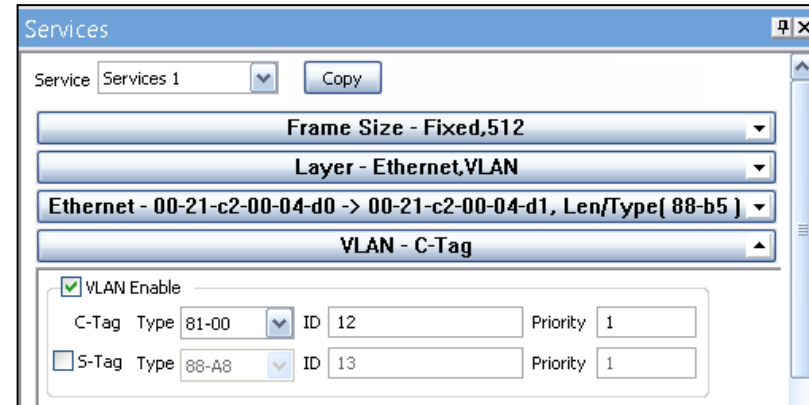 Services
Service Services 1 Copy
Frame Size - Fixed,512
Layer - Ethernet,VLAN
Ethernet - 00-21-c2-00-04-d0 -> 00-21-c2-00-04-d1, Len/Type( 88-b5 )
VLAN - C-Tag
VLAN Enable
C-Tag Type 81-00 ID 12 Priority 1
S-Tag Type 88-A8 ID 13 Priority 1